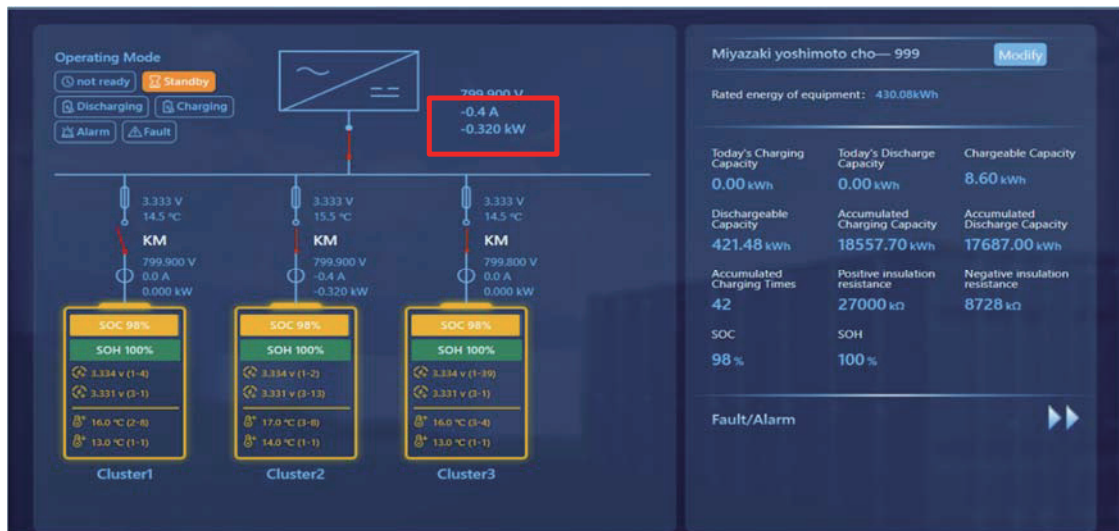 Operating Mode
not ready
Standby
Discharging
Charging
Alarm
Fault
799.900 V
-0.4 A
-0.320 kW
3.333 V
14.5 °C
KM
799.900 V
0.0 A
0.000 kW
SOC 98%
SOH 100%
3.334 v (1-4)
3.331 v (3-1)
16.0 °C (2-8)
13.0 °C (1-1)
Cluster1
3.333 V
15.5 °C
KM
799.900 V
-0.4 A
-0.320 kW
SOC 98%
SOH 100%
3.334 v (1-2)
3.331 v (3-13)
17.0 °C (3-8)
14.0 °C (1-1)
Cluster2
3.333 V
14.5 °C
KM
799.800 V
0.0 A
0.000 kW
SOC 98%
SOH 100%
3.334 v (1-39)
3.331 v (3-1)
16.0 °C (3-4)
13.0 °C (1-1)
Cluster3
Miyazaki yoshimoto cho— 999
Modify
Rated energy of equipment: 430.08kWh
Today's Charging
Capacity
0.00 kWh
Today's Discharge
Capacity
0.00 kWh
Chargeable Capacity
8.60 kWh
Dischargeable
Capacity
421.48 kWh
Accumulated
Charging Capacity
18557.70 kWh
Accumulated
Discharge Capacity
17687.00 kWh
Accumulated
Charging Times
42
Positive insulation
resistance
27000 kΩ
Negative insulation
resistance
8728 kΩ
SOC
98 %
SOH
100 %
Fault/Alarm